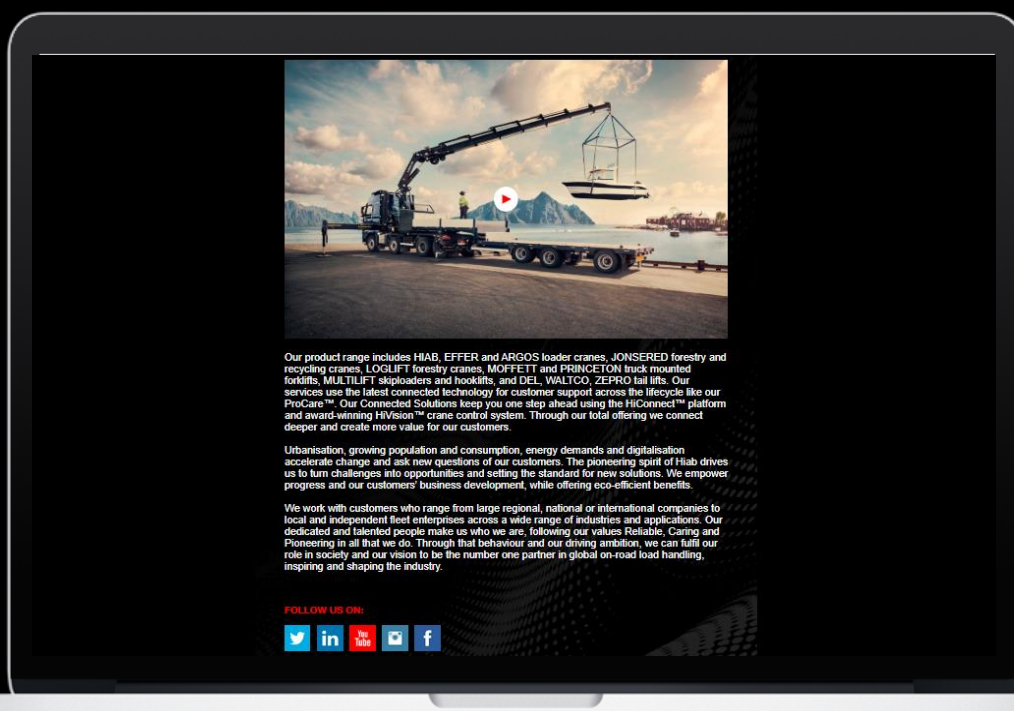 Our product range includes HIAB, EFFER and ARGOS loader cranes, JONSERED forestry and
recycling cranes, LOGLIFT forestry cranes, MOFFETT and PRINCETON truck mounted
forklifts, MULTILIFT skiploaders and hooklifts, and DEL, WALTCO, ZEPRO tail lifts. Our
services use the latest connected technology for customer support across the lifecycle like our
ProCare™. Our Connected Solutions keep you one step ahead using the HiConnect™ platform
and award-winning HiVision™ crane control system. Through our total offering we connect
deeper and create more value for our customers.
Urbanisation, growing population and consumption, energy demands and digitalisation
accelerate change and ask new questions of our customers. The pioneering spirit of Hiab drives
us to turn challenges into opportunities and setting the standard for new solutions. We empower
progress and our customers' business development, while offering eco-efficient benefits.
We work with customers who range from large regional, national or international companies to
local and independent fleet enterprises across a wide range of industries and applications. Our
dedicated and talented people make us who we are, following our values Reliable, Caring and
Pioneering in all that we do. Through that behaviour and our driving ambition, we can fulfil our
role in society and our vision to be the number one partner in global on-road load handling,
inspiring and shaping the industry.
FOLLOW US ON:
in You Tube f